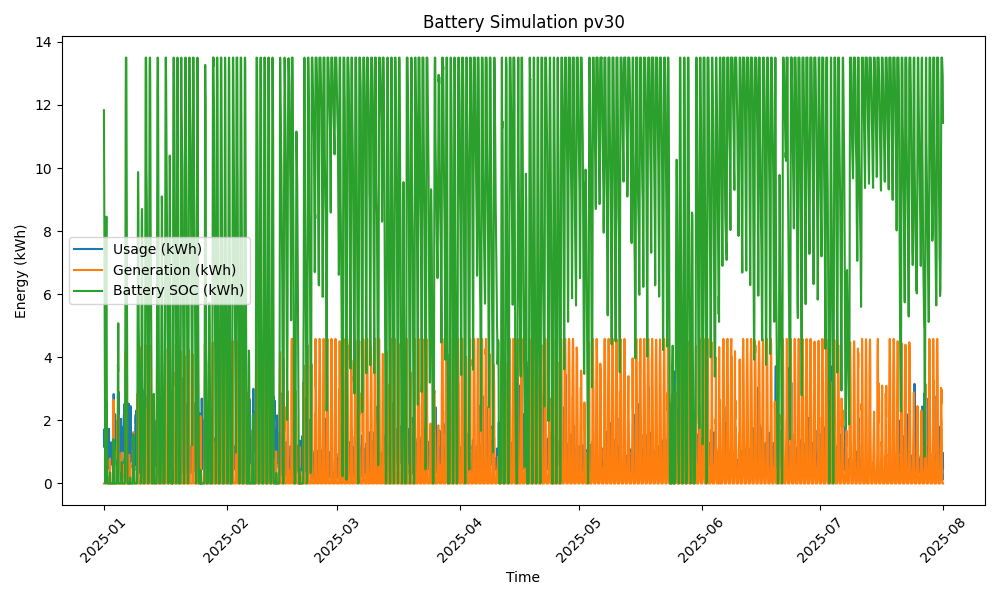 Battery Simulation pv30
Energy (kWh)
14
12
10
8
6
4
2
0
Usage (kWh)
Generation (kWh)
Battery SOC (kWh)
2025-01
2025-02
2025-03
2025-04
2025-05
2025-06
2025-07
2025-08
Time